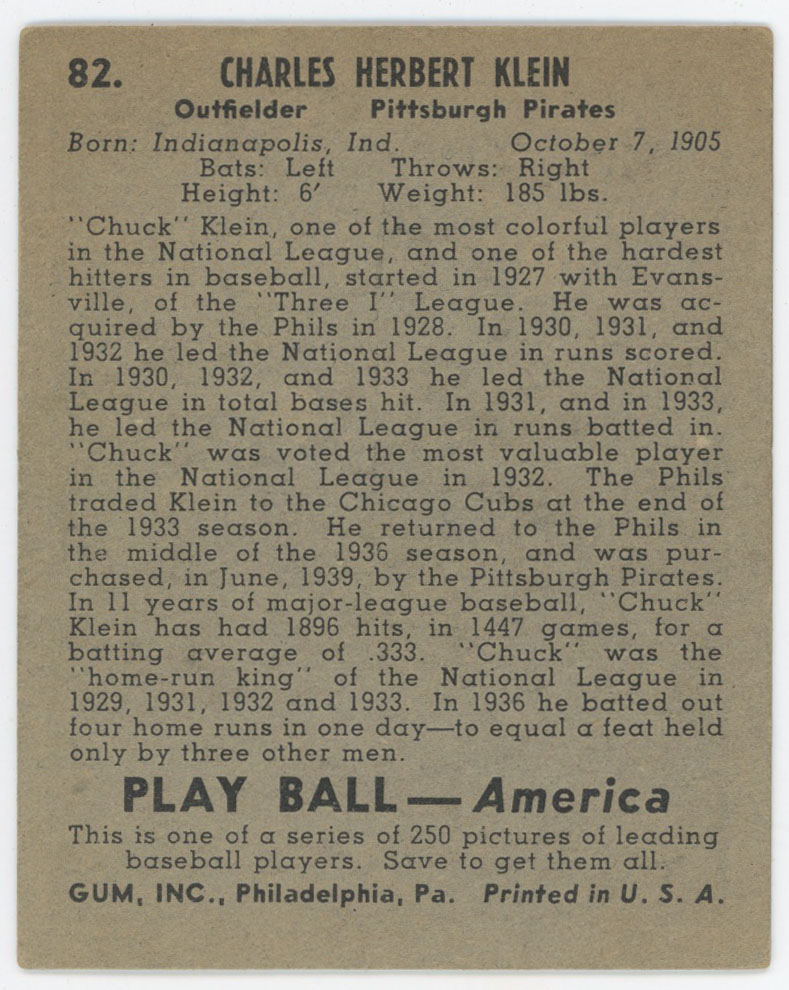 82. CHARLES HERBERT KLEIN
Outfielder Pittsburgh Pirates
Born: Indianapolis, Ind. October 7, 1905
Bats: Left Throws: Right
Height: 6′ Weight: 185 lbs.
"Chuck" Klein, one of the most colorful players
in the National League, and one of the hardest
hitters in baseball, started in 1927 with Evans-
ville, of the "Three I" League. He was ac-
quired by the Phils in 1928. In 1930, 1931, and
1932 he led the National League in runs scored.
In 1930, 1932, and 1933 he led the National
League in total bases hit. In 1931, and in 1933,
he led the National League in runs batted in.
"Chuck" was voted the most valuable player
in the National League in 1932. The Phils
traded Klein to the Chicago Cubs at the end of
the 1933 season. He returned to the Phils in
the middle of the 1936 season, and was pur-
chased, in June, 1939, by the Pittsburgh Pirates.
In 11 years of major-league baseball, "Chuck"
Klein has had 1896 hits, in 1447 games, for a
batting average of .333. "Chuck" was the
"home-run king" of the National League in
1929, 1931, 1932 and 1933. In 1936 he batted out
four home runs in one day—to equal a feat held
only by three other men.
PLAY BALL—America
This is one of a series of 250 pictures of leading
baseball players. Save to get them all.
GUM, INC., Philadelphia, Pa. Printed in U. S. A.